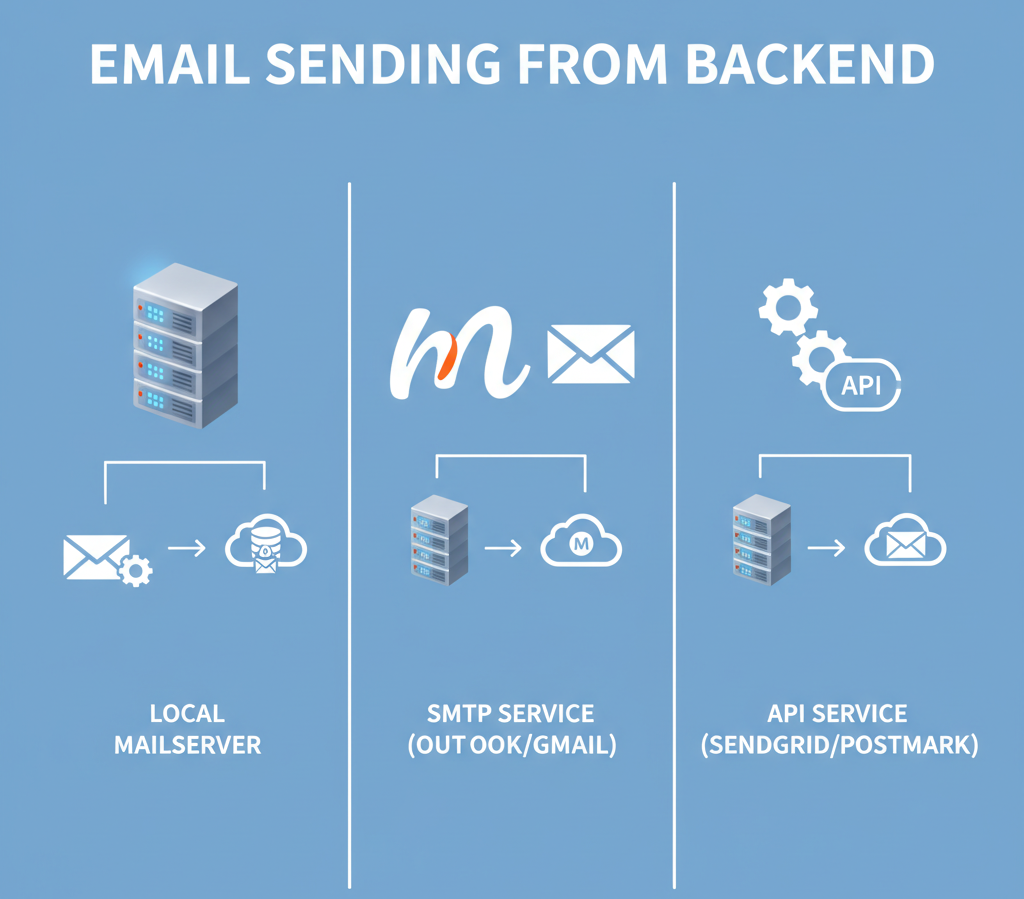 EMAIL SENDING FROM BACKEND
m
API
M
LOCAL
MAILSERVER
SMTP SERVICE
(OUT OOK/GMAIL)
API SERVICE
(SENDGRID/POSTMARK)